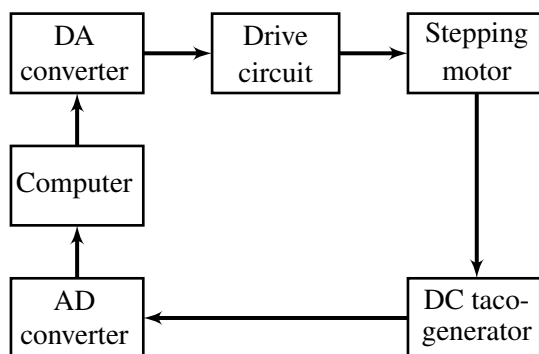 DA
converter
Drive
circuit
Stepping
motor
Computer
AD
converter
DC taco-
generator